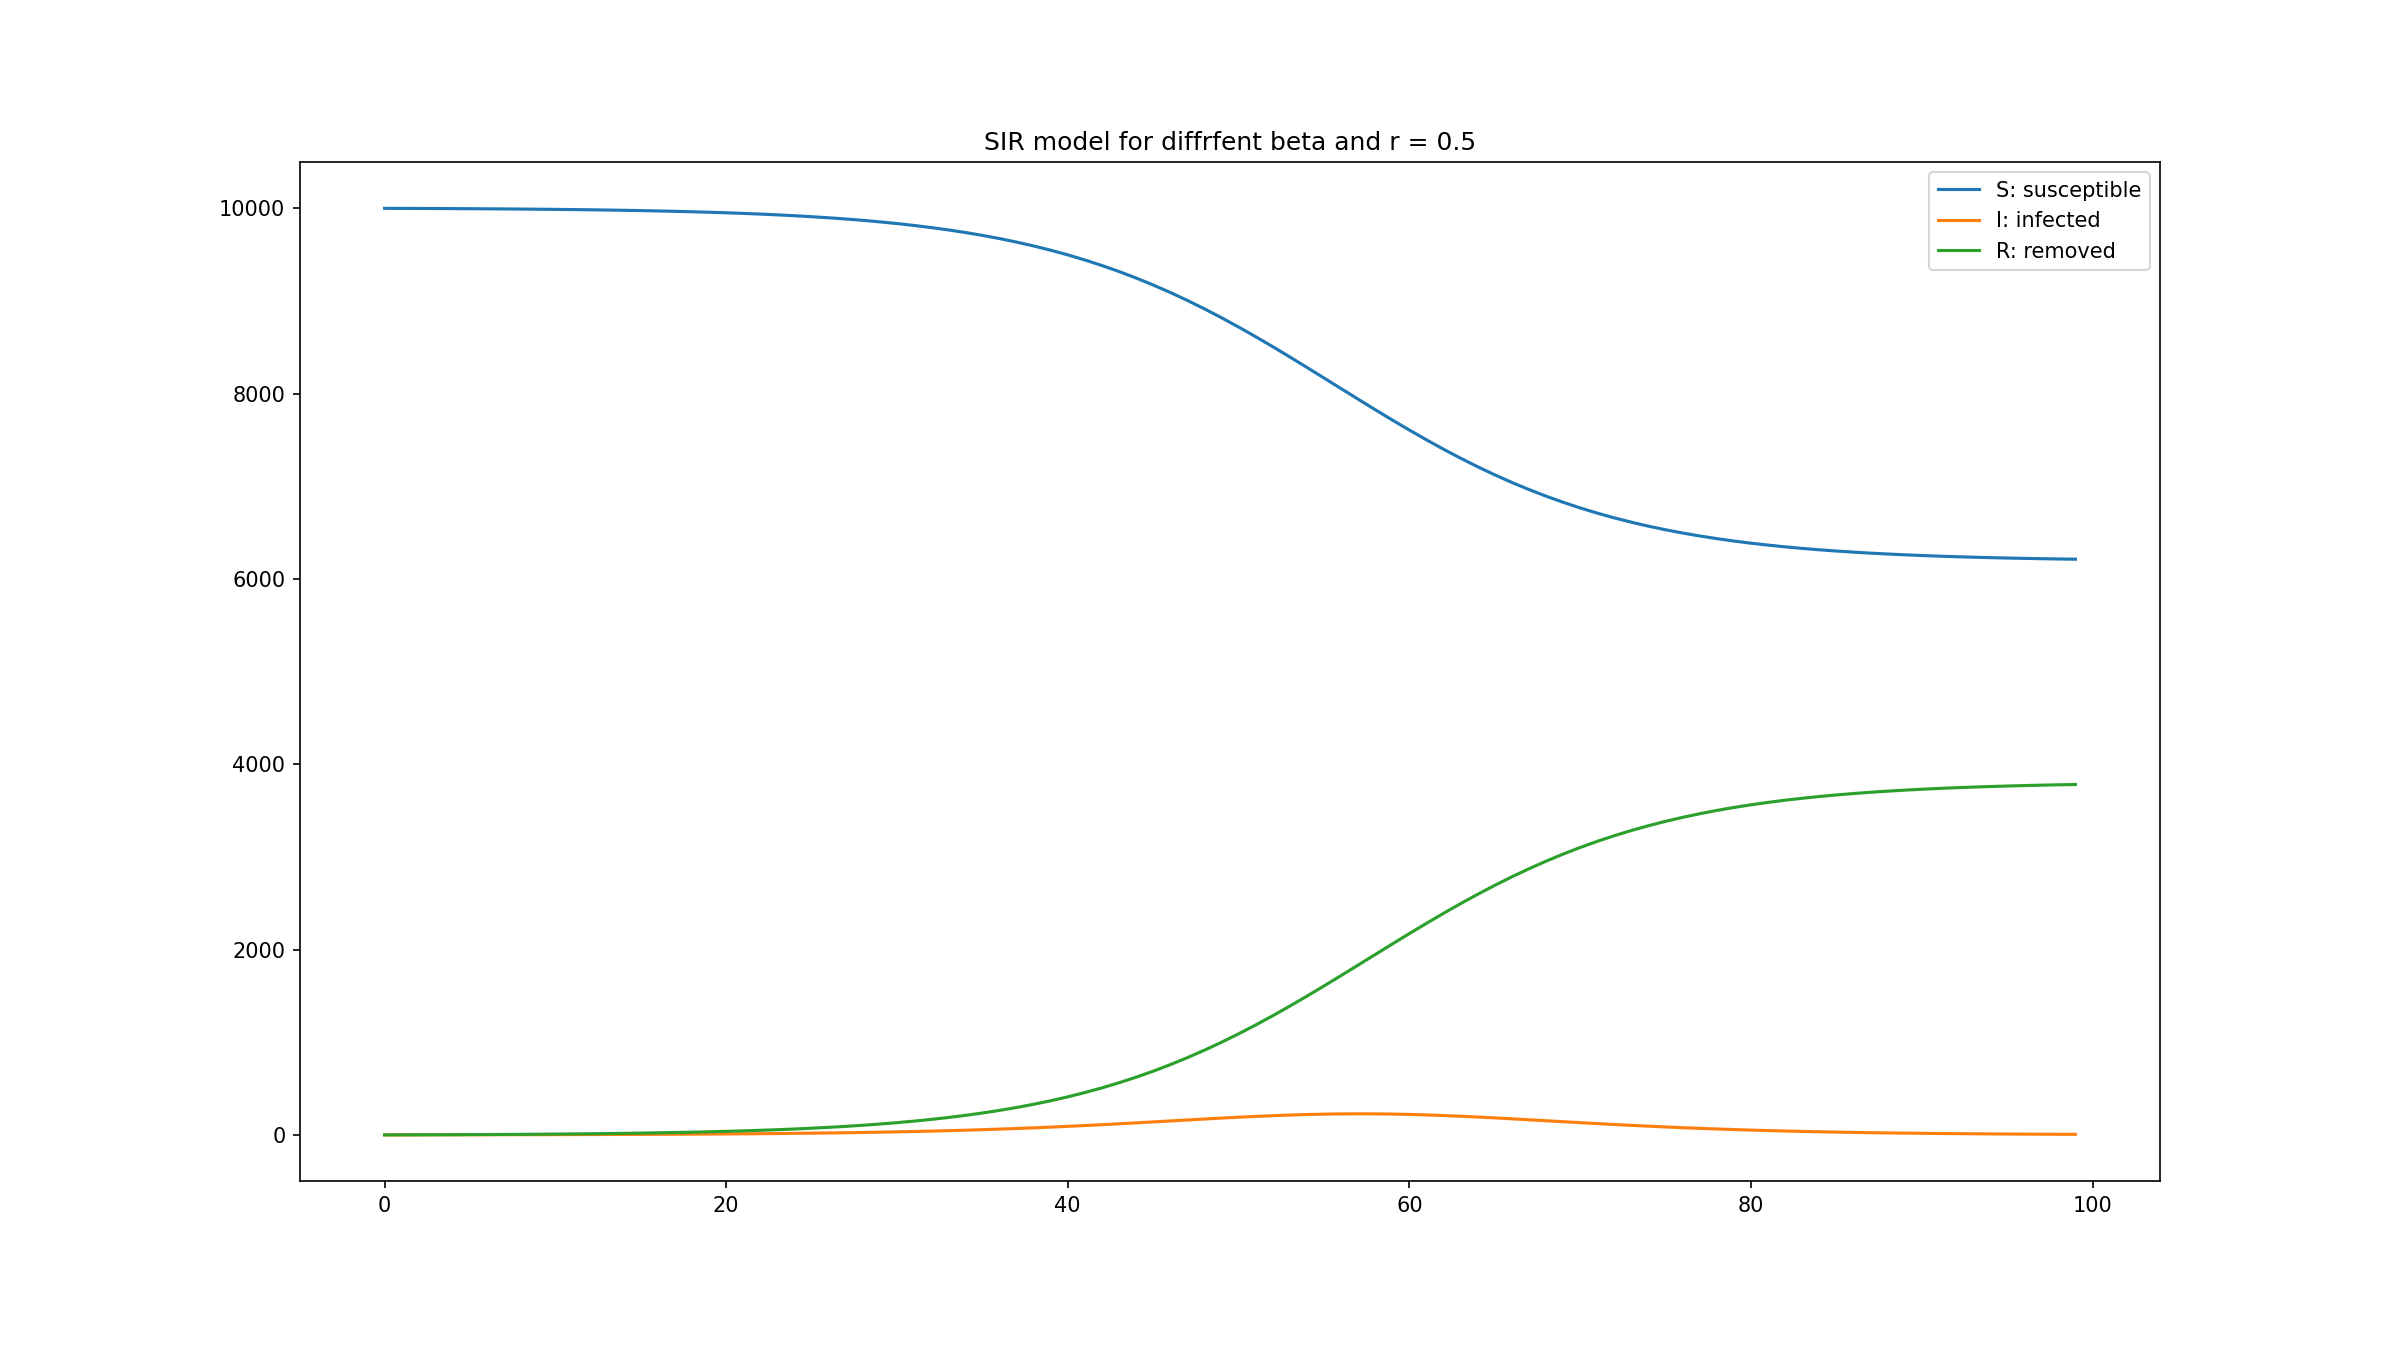 SIR model for diffrfent beta and r = 0.5
S: susceptible
I: infected
R: removed
10000
8000
6000
4000
2000
0
0 20 40 60 80 100